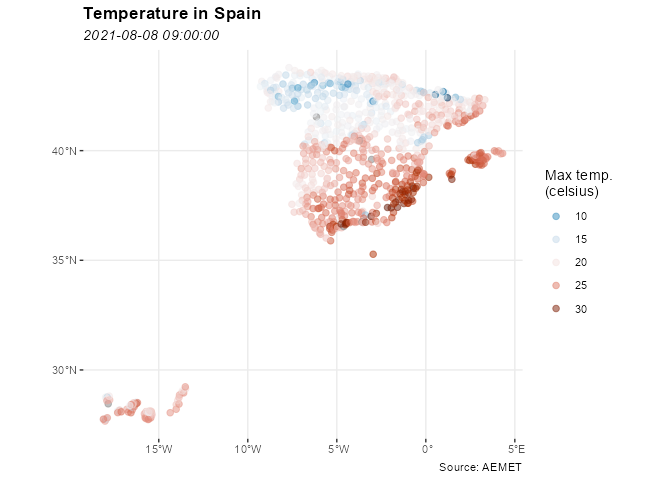 Temperature in Spain
2021-08-08 09:00:00
40°N
35°N
30°N
15°W
10°W
5°W
0°
5°E
Max temp.
(celsius)
10
15
20
25
30
Source: AEMET